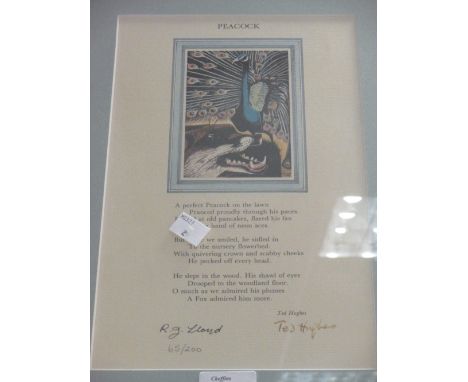 PEACOCK
A perfect Peacock on the lawn
Pranced proudly through his paces
at old pancakes, flared his fan
band of neon aces.
But we smiled, he sidled in
To the nursery flowerbed.
With quivering crown and scabby cheeks
He pecked off every head.
He slept in the wood. His shawl of eyes
Drooped to the woodland floor.
O much as we admired his plumes
A Fox admired him more.
Ted Hughes
R.J. Lloyd
Ted Hughes
65/200
Cheffins